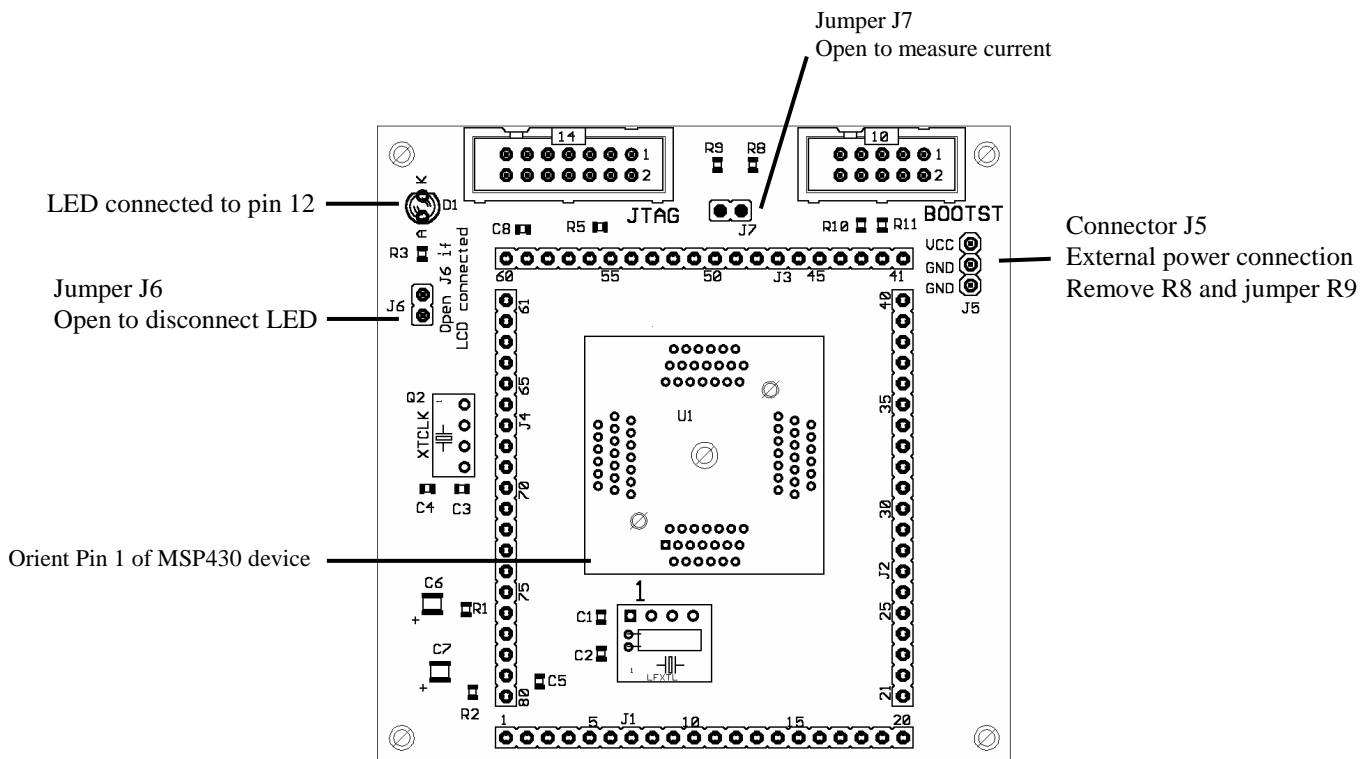 Jumper J7
Open to measure current
14
1
2
JTAG
R9
R8
J7
10
1
2
BOOTST
K
D1
A
LED connected to pin 12
R3
C8
R5
R10
R11
VCC
GND
GND
J5
Connector J5
External power connection
Remove R8 and jumper R9
Jumper J6
Open to disconnect LED
J6
Open J6 if
LCD connected
60
55
50
J3
45
41
61
65
J4
70
75
80
40
35
30
J2
25
21
Q2
1
XTCLK
C4
C3
U1
Orient Pin 1 of MSP430 device
C6
+
R1
C7
+
R2
C5
1
C1
C2
1
LFXTL
1
5
J1
10
15
20